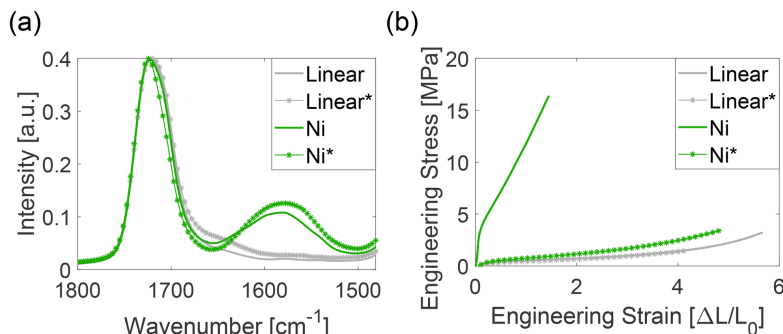 (a)
(b)
0.4
0.3
0.2
0.1
0
Intensity [a.u.]
1800
1700
1600
1500
Wavenumber [cm⁻¹]
Linear
Linear*
Ni
Ni*
20
15
10
5
0
Engineering Stress [MPa]
0
2
4
6
Engineering Strain [ΔL/L₀]
Linear
Linear*
Ni
Ni*